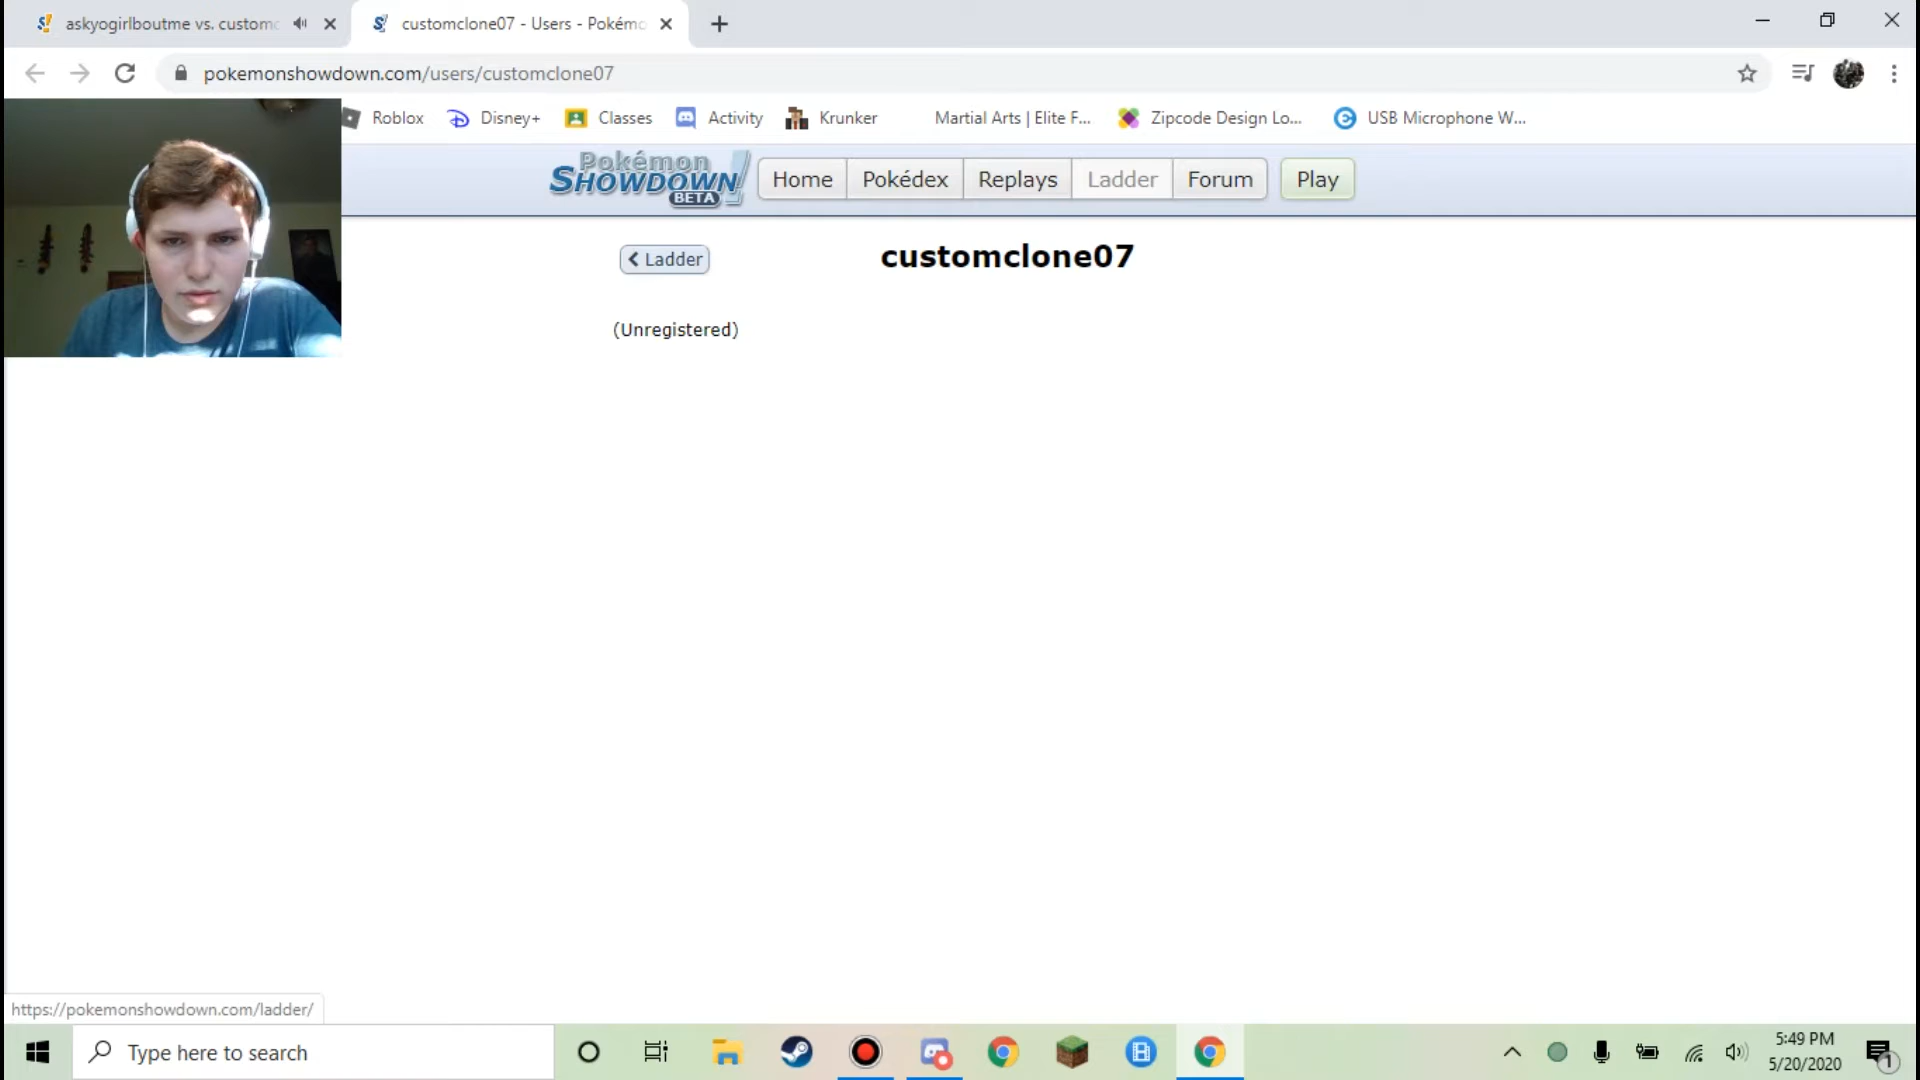 askyogirlboutme vs. customc
customclone07 - Users - Pokémo
pokemonshowdown.com/users/customclone07
Roblox
Disney+
Classes
Activity
Krunker
Martial Arts | Elite F...
Zipcode Design Lo...
USB Microphone W...
Pokémon
SHOWDOWN!
BETA
Home
Pokédex
Replays
Ladder
Forum
Play
Ladder
customclone07
(Unregistered)
https://pokemonshowdown.com/ladder/
Type here to search
5:49 PM
5/20/2020
1